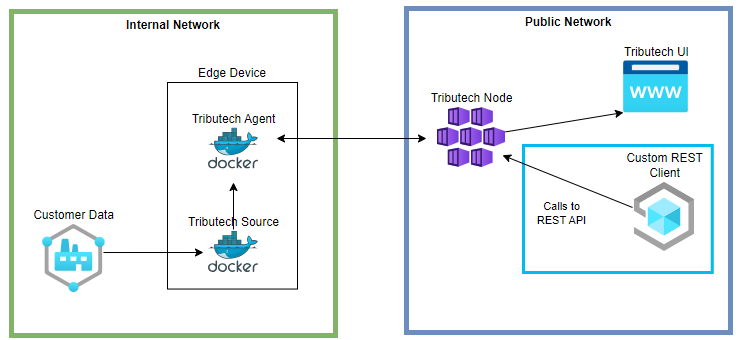 Internal Network
Public Network
Edge Device
Tributech Agent
docker
Tributech Source
docker
Customer Data
Tributech Node
Tributech UI
WWW
Custom REST
Client
Calls to
REST API